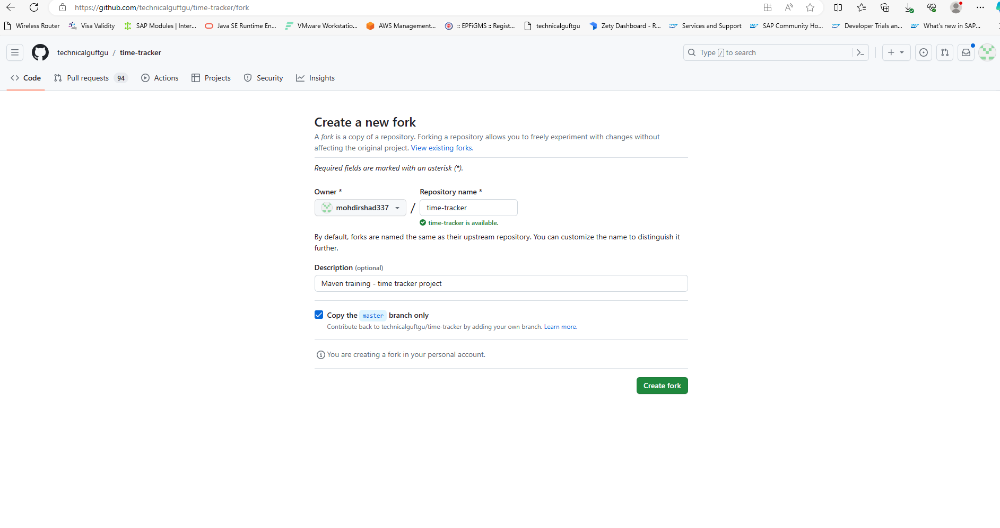 https://github.com/technicalguftgu/time-tracker/fork
Wireless Router Visa Validity SAP Modules | Inter... Java SE Runtime En... VMware Workstatio... AWS Management... :: EPFiGMS :: Regist... technicalguftgu Zety Dashboard - R... Services and Support SAP Community Ho... Developer Trials an... What's new in SAP...
technicalguftgu / time-tracker Type / to search
Code Pull requests 94 Actions Projects Security Insights
Create a new fork
A fork is a copy of a repository. Forking a repository allows you to freely experiment with changes without
affecting the original project. View existing forks.
Required fields are marked with an asterisk (*).
Owner * Repository name *
mohdirshad337 / time-tracker
time-tracker is available.
By default, forks are named the same as their upstream repository. You can customize the name to distinguish it
further.
Description (optional)
Maven training - time tracker project
Copy the master branch only
Contribute back to technicalguftgu/time-tracker by adding your own branch. Learn more.
You are creating a fork in your personal account.
Create fork